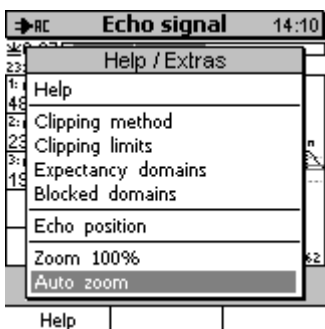 AC Echo signal 14:10
Help / Extras
Help
Clipping method
Clipping limits
Expectancy domains
Blocked domains
Echo position
Zoom 100%
Auto zoom
Help